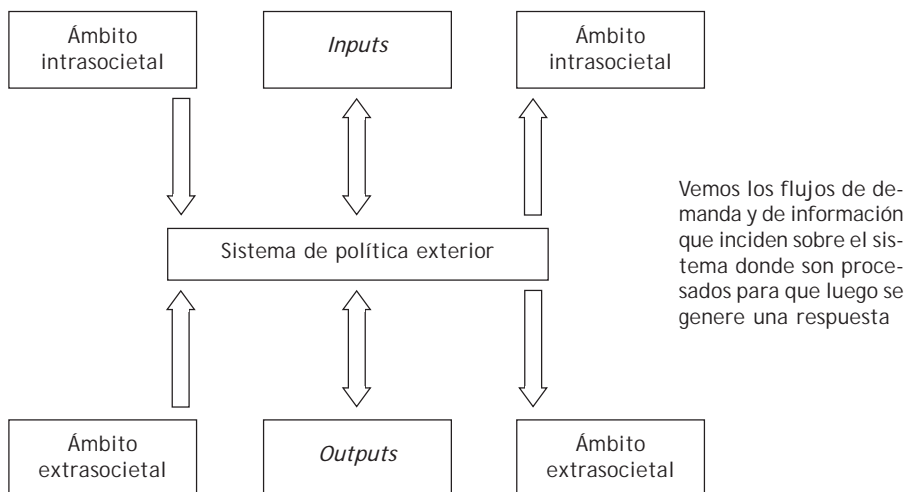 Ámbito
intrasocietal
Inputs
Ámbito
intrasocietal
Vemos los flujos de de-
manda y de información
que inciden sobre el sis-
tema donde son proce-
sados para que luego se
genere una respuesta
Sistema de política exterior
Ámbito
extrasocietal
Outputs
Ámbito
extrasocietal